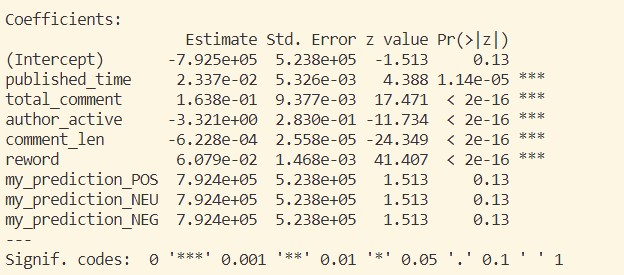 Coefficients:
Estimate Std. Error z value Pr(>|z|)
(Intercept) -7.925e+05 5.238e+05 -1.513 0.13
published_time 2.337e-02 5.326e-03 4.388 1.14e-05 ***
total_comment 1.638e-01 9.377e-03 17.471 < 2e-16 ***
author_active -3.321e+00 2.830e-01 -11.734 < 2e-16 ***
comment_len -6.228e-04 2.558e-05 -24.349 < 2e-16 ***
reword 6.079e-02 1.468e-03 41.407 < 2e-16 ***
my_prediction_POS 7.924e+05 5.238e+05 1.513 0.13
my_prediction_NEU 7.924e+05 5.238e+05 1.513 0.13
my_prediction_NEG 7.924e+05 5.238e+05 1.513 0.13
---
Signif. codes: 0 '***' 0.001 '**' 0.01 '*' 0.05 '.' 0.1 ' ' 1